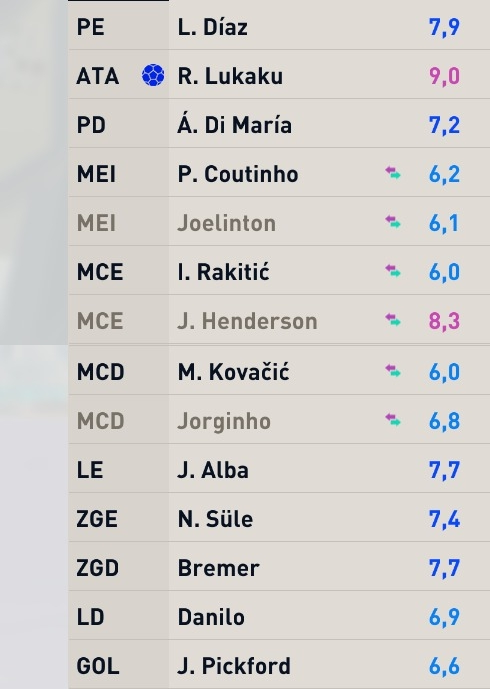 PE L. Díaz 7,9
ATA R. Lukaku 9,0
PD Á. Di María 7,2
MEI P. Coutinho 6,2
MEI Joelinton 6,1
MCE I. Rakitić 6,0
MCE J. Henderson 8,3
MCD M. Kovačić 6,0
MCD Jorginho 6,8
LE J. Alba 7,7
ZGE N. Süle 7,4
ZGD Bremer 7,7
LD Danilo 6,9
GOL J. Pickford 6,6